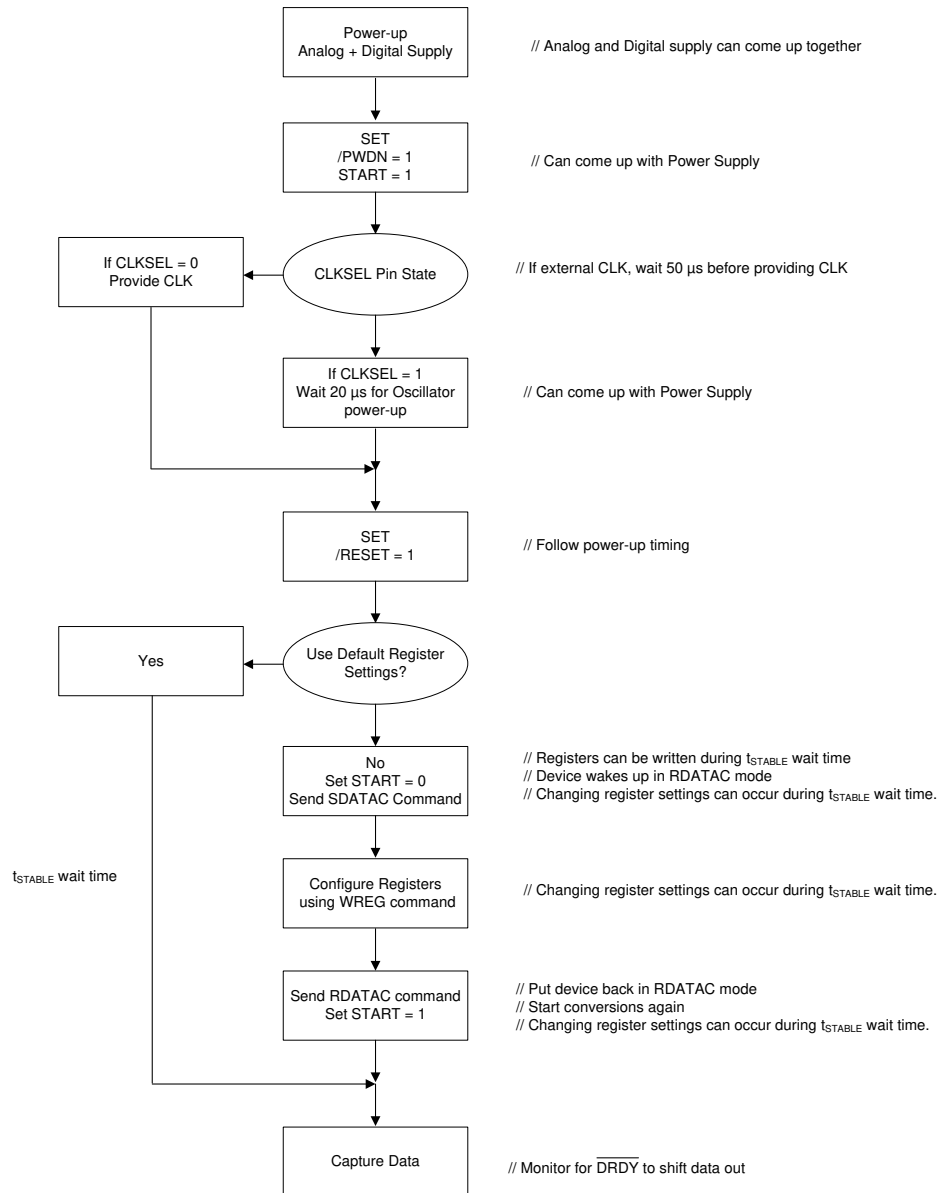 Power-up
Analog + Digital Supply
// Analog and Digital supply can come up together
SET
/PWDN = 1
START = 1
// Can come up with Power Supply
If CLKSEL = 0
Provide CLK
CLKSEL Pin State
// If external CLK, wait 50 µs before providing CLK
If CLKSEL = 1
Wait 20 µs for Oscillator
power-up
// Can come up with Power Supply
SET
/RESET = 1
// Follow power-up timing
Yes
Use Default Register
Settings?
No
Set START = 0
Send SDATAC Command
// Registers can be written during tSTABLE wait time
// Device wakes up in RDATAC mode
// Changing register settings can occur during tSTABLE wait time.
tSTABLE wait time
Configure Registers
using WREG command
// Changing register settings can occur during tSTABLE wait time.
Send RDATAC command
Set START = 1
// Put device back in RDATAC mode
// Start conversions again
// Changing register settings can occur during tSTABLE wait time.
Capture Data
// Monitor for D̅R̅D̅Y̅ to shift data out